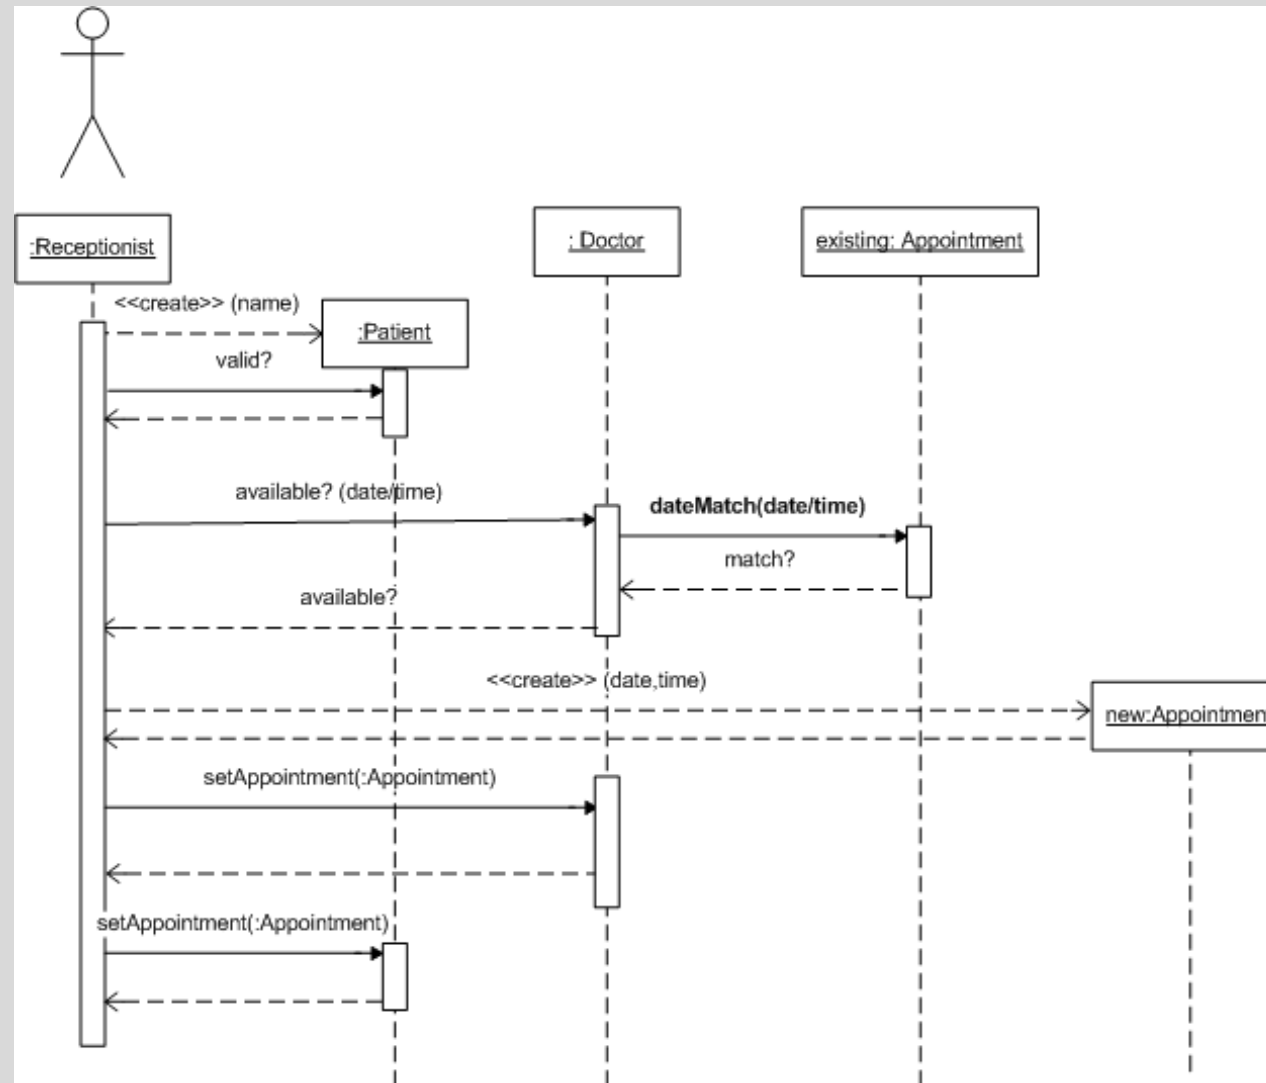 :Receptionist
: Doctor
existing: Appointment
<<create>> (name)
:Patient
valid?
available? (date/time)
dateMatch(date/time)
match?
available?
<<create>> (date,time)
new:Appointment
setAppointment(:Appointment)
setAppointment(:Appointment)